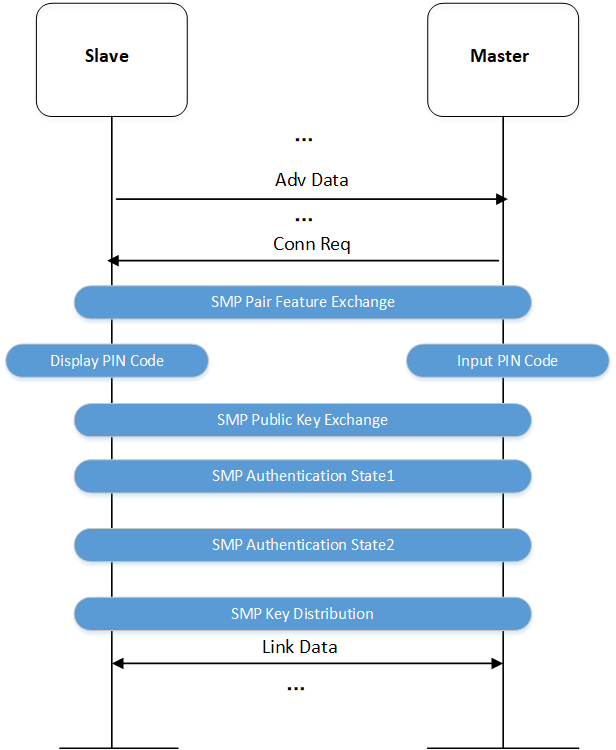 Slave
Master
...
Adv Data
...
Conn Req
SMP Pair Feature Exchange
Display PIN Code
Input PIN Code
SMP Public Key Exchange
SMP Authentication State1
SMP Authentication State2
SMP Key Distribution
Link Data
...